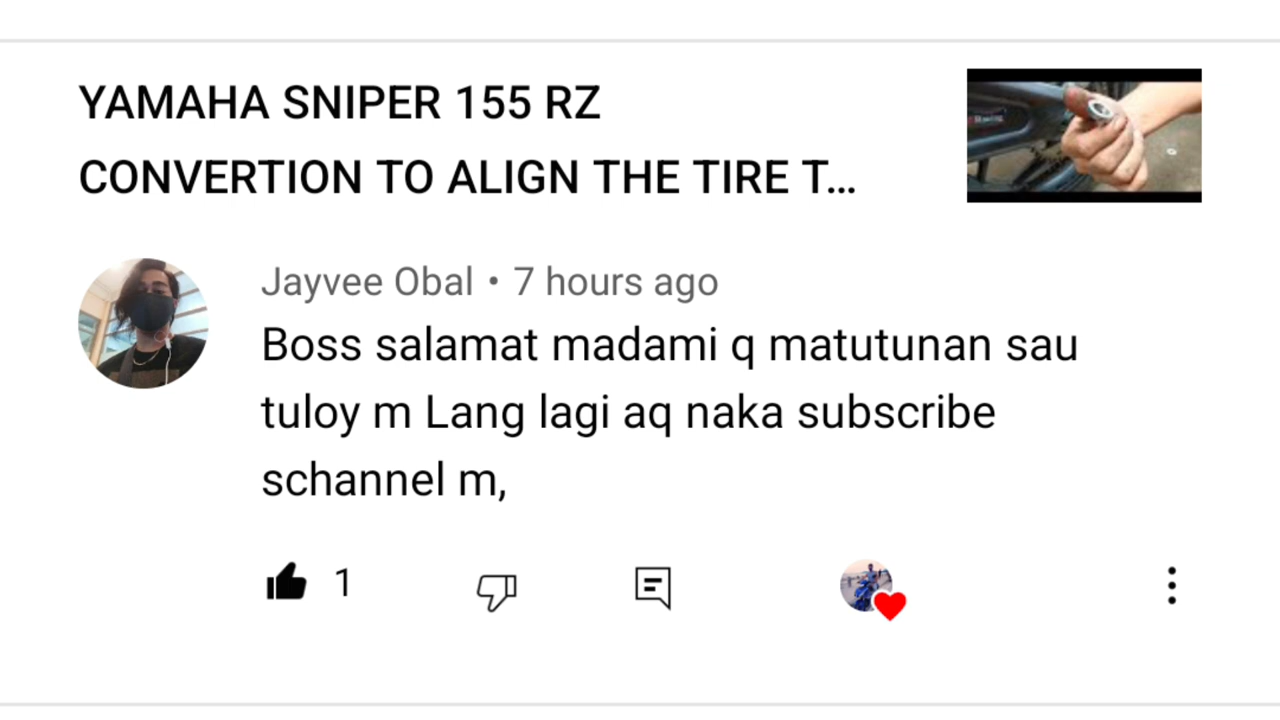 YAMAHA SNIPER 155 RZ
CONVERTION TO ALIGN THE TIRE T...
Jayvee Obal • 7 hours ago
Boss salamat madami q matutunan sau
tuloy m Lang lagi aq naka subscribe
schannel m,
1